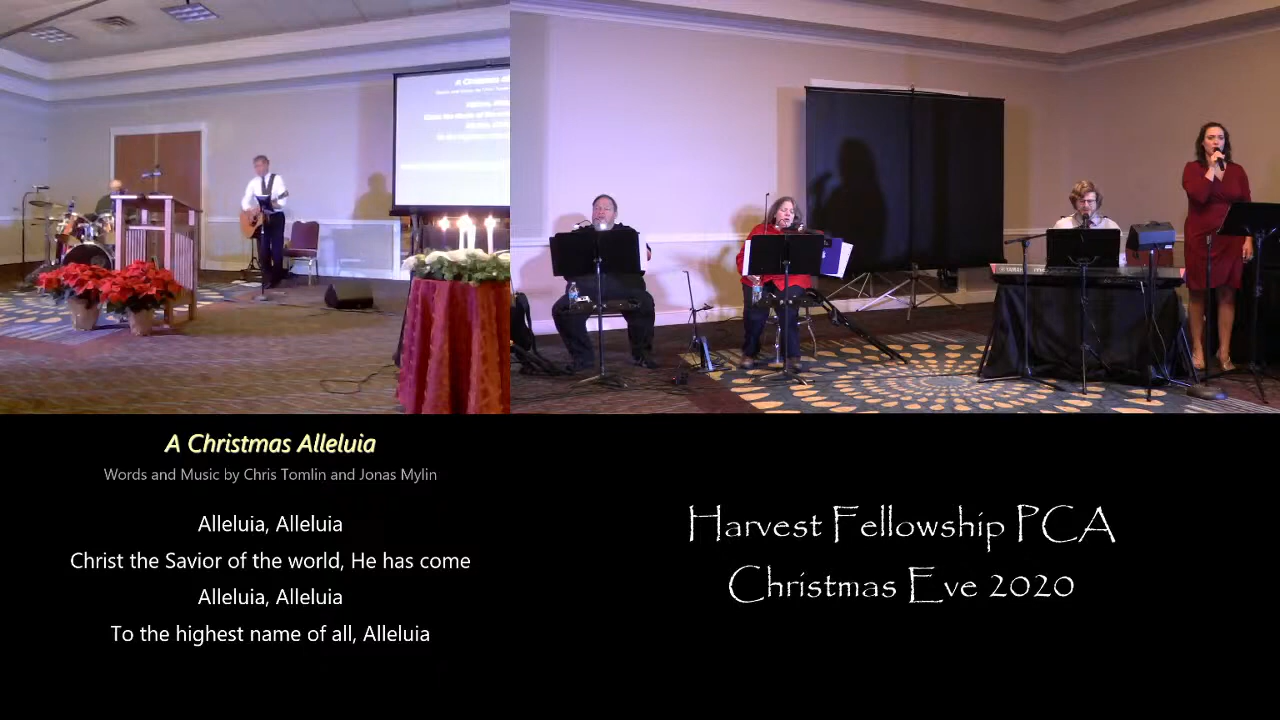 A Christmas Alleluia
Words and Music by Chris Tomlin and Jonas Mylin
Alleluia, Alleluia
Christ the Savior of the world, He has come
Alleluia, Alleluia
To the highest name of all, Alleluia
Harvest Fellowship PCA
Christmas Eve 2020
YAMAHA